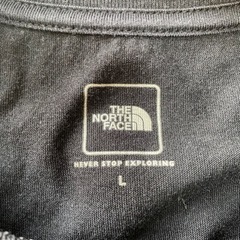 THE
NORTH
FACE
NEVER STOP EXPLORING
L